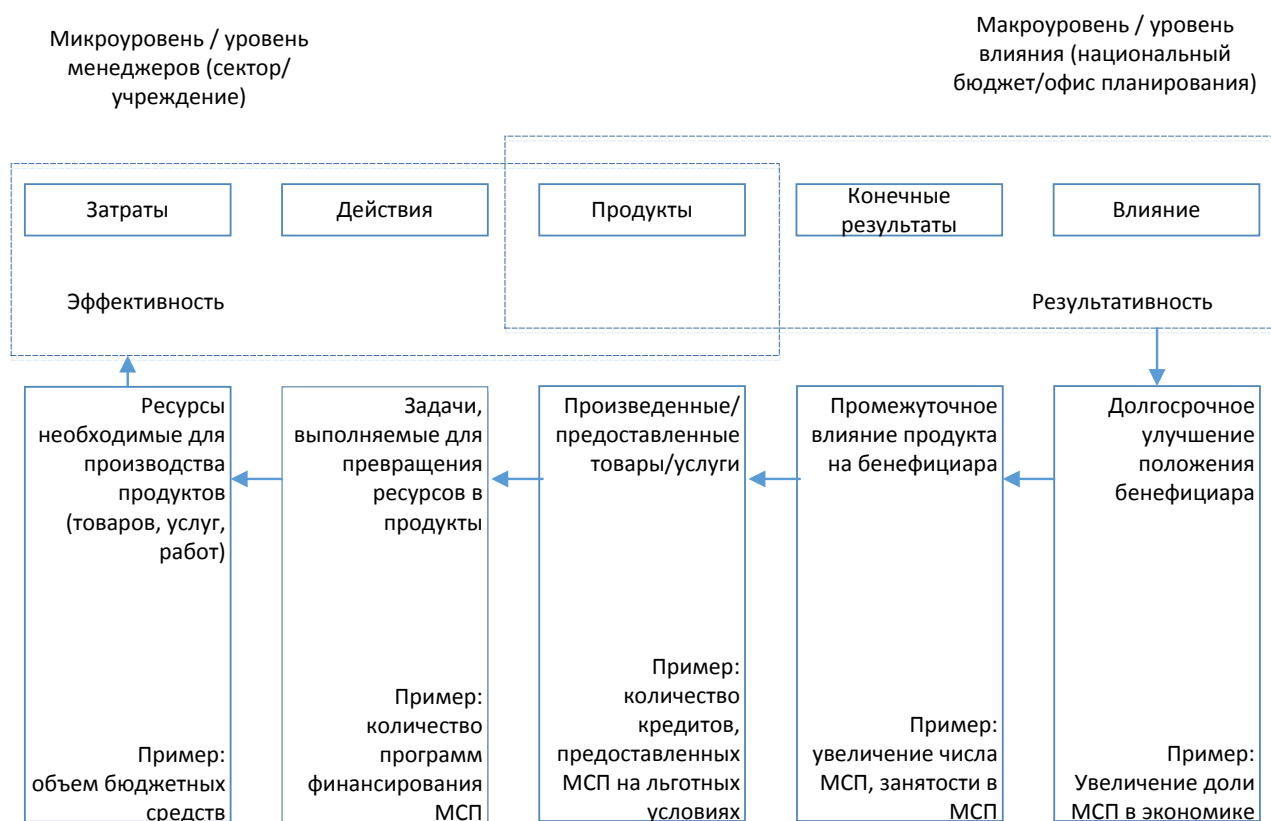 Микроуровень / уровень
менеджеров (сектор/
учреждение)
Макроуровень / уровень
влияния (национальный
бюджет/офис планирования)
Затраты
Действия
Продукты
Конечные
результаты
Влияние
Эффективность
Результативность
Ресурсы
необходимые для
производства
продуктов
(товаров, услуг,
работ)
Пример:
объем бюджетных
средств
Задачи,
выполняемые для
превращения
ресурсов в
продукты
Пример:
количество
программ
финансирования
МСП
Произведенные/
предоставленные
товары/услуги
Пример:
количество
кредитов,
предоставленных
МСП на льготных
условиях
Промежуточное
влияние продукта
на бенефициара
Пример:
увеличение числа
МСП, занятости в
МСП
Долгосрочное
улучшение
положения
бенефициара
Пример:
Увеличение доли
МСП в экономике